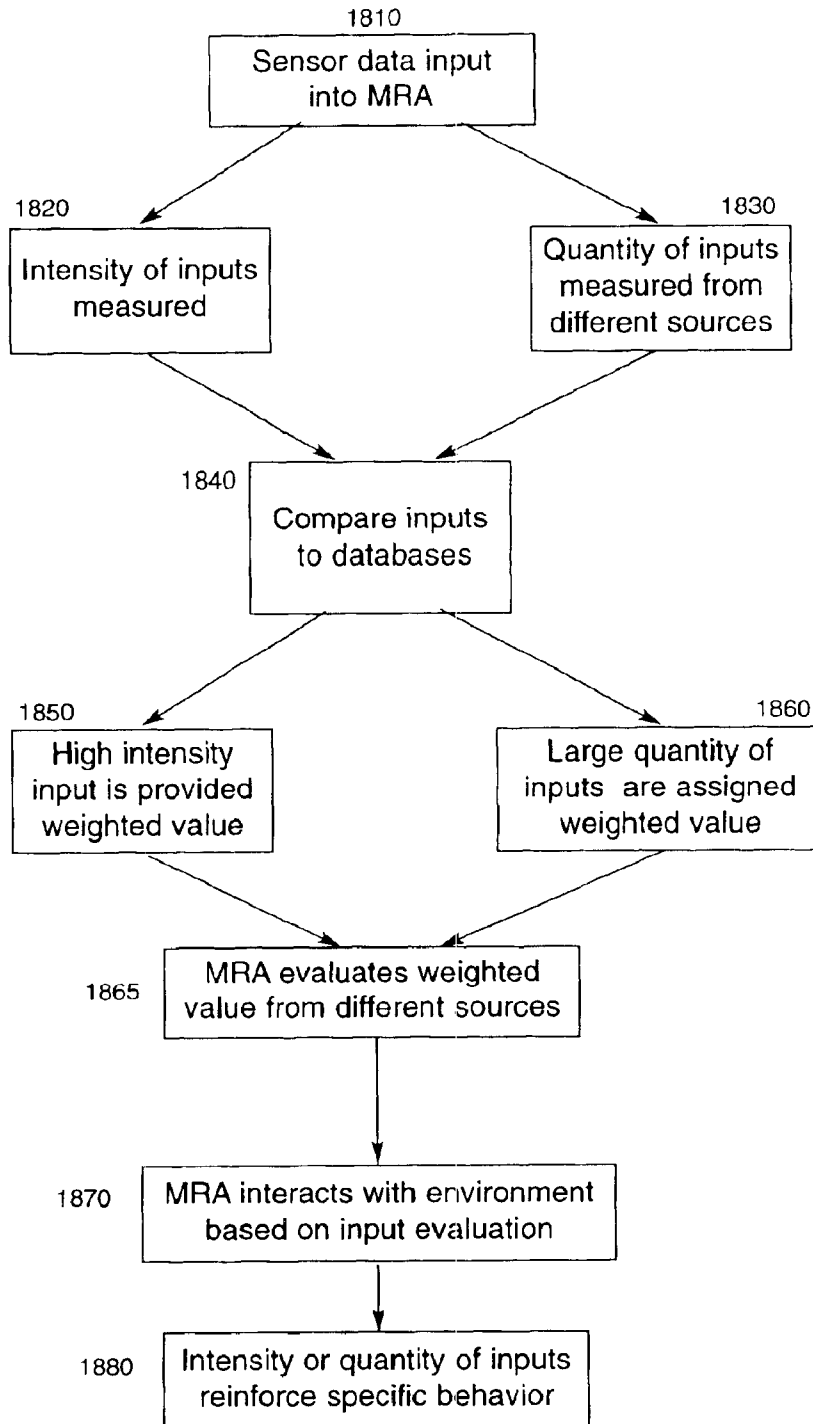 1810
Sensor data input
into MRA
1820
Intensity of inputs
measured
1830
Quantity of inputs
measured from
different sources
1840
Compare inputs
to databases
1850
High intensity
input is provided
weighted value
1860
Large quantity of
inputs are assigned
weighted value
1865
MRA evaluates weighted
value from different sources
1870
MRA interacts with environment
based on input evaluation
1880
Intensity or quantity of inputs
reinforce specific behavior